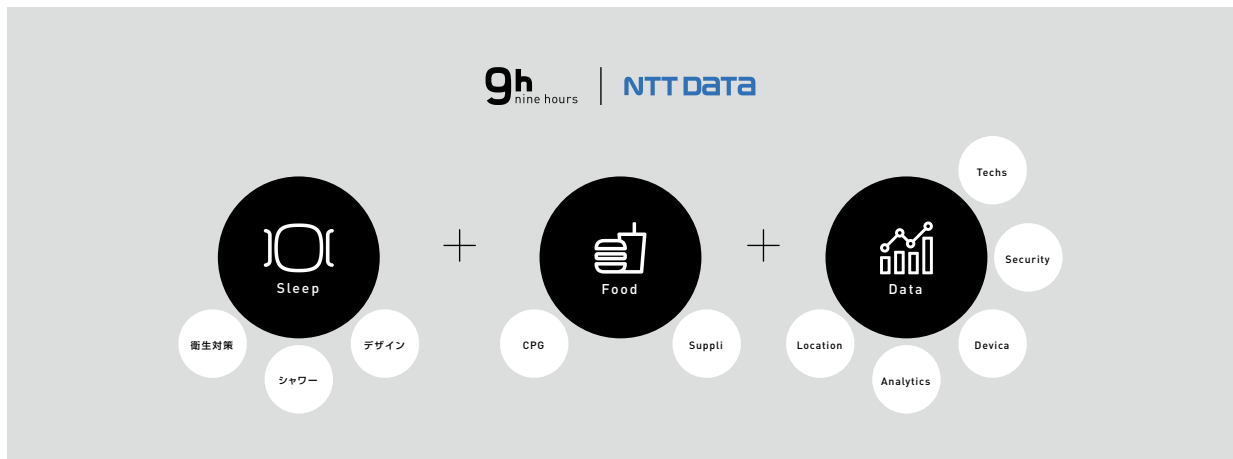 9h
nine hours
NTT DATA
Techs
Security
Sleep
Food
Data
衛生対策
デザイン
シャワー
CPG
Suppli
Location
Devica
Analytics